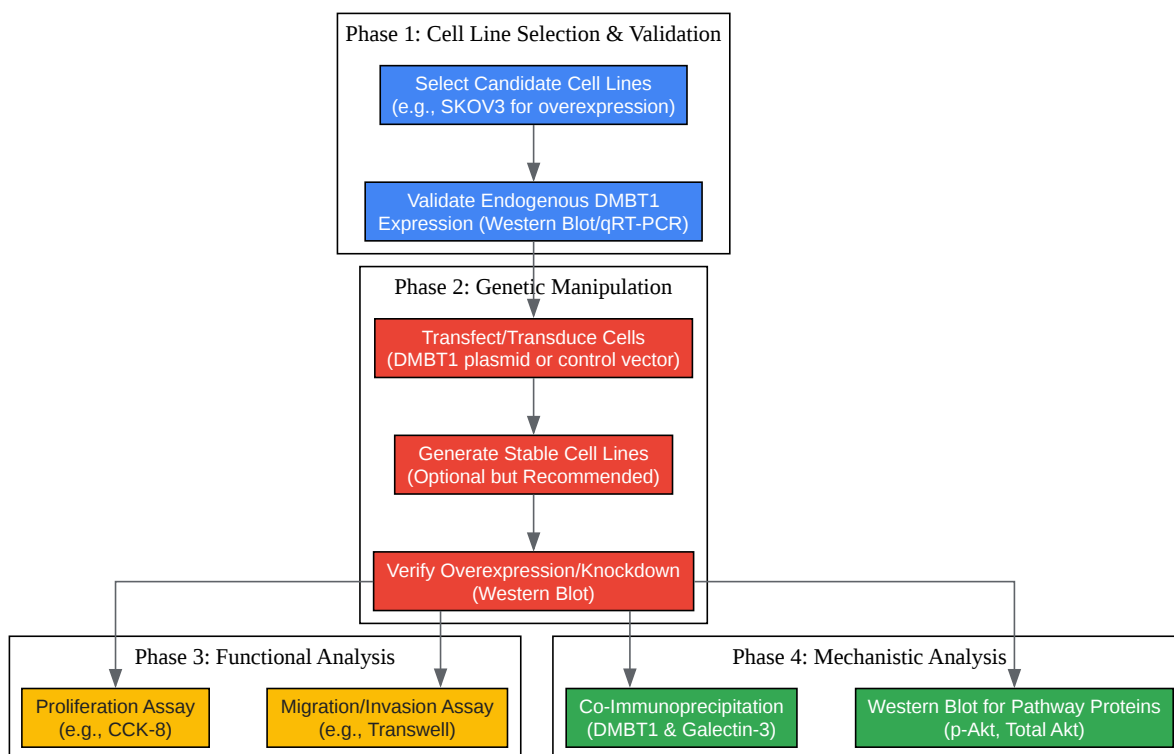 Phase 1: Cell Line Selection & Validation
Select Candidate Cell Lines
(e.g., SKOV3 for overexpression)
Validate Endogenous DMBT1
Expression (Western Blot/qRT-PCR)
Phase 2: Genetic Manipulation
Transfect/Transduce Cells
(DMBT1 plasmid or control vector)
Generate Stable Cell Lines
(Optional but Recommended)
Verify Overexpression/Knockdown
(Western Blot)
Phase 3: Functional Analysis
Proliferation Assay
(e.g., CCK-8)
Migration/Invasion Assay
(e.g., Transwell)
Phase 4: Mechanistic Analysis
Co-Immunoprecipitation
(DMBT1 & Galectin-3)
Western Blot for Pathway Proteins
(p-Akt, Total Akt)